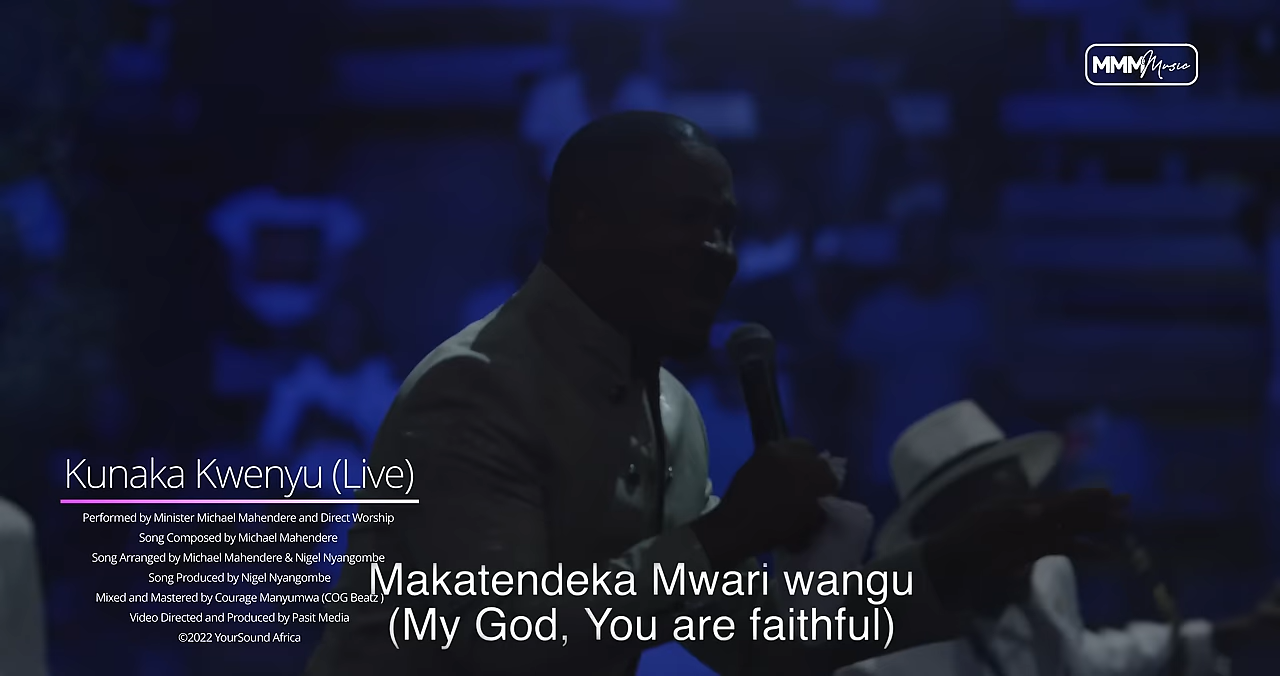 MMM Music
Kunaka Kwenyu (Live)
Performed by Minister Michael Mahendere and Direct Worship
Song Composed by Michael Mahendere
Song Arranged by Michael Mahendere & Nigel Nyangombe
Song Produced by Nigel Nyangombe
Mixed and Mastered by Courage Manyumwa (COG Beatz )
Video Directed and Produced by Pasit Media
©2022 YourSound Africa
Makatendeka Mwari wangu
(My God, You are faithful)